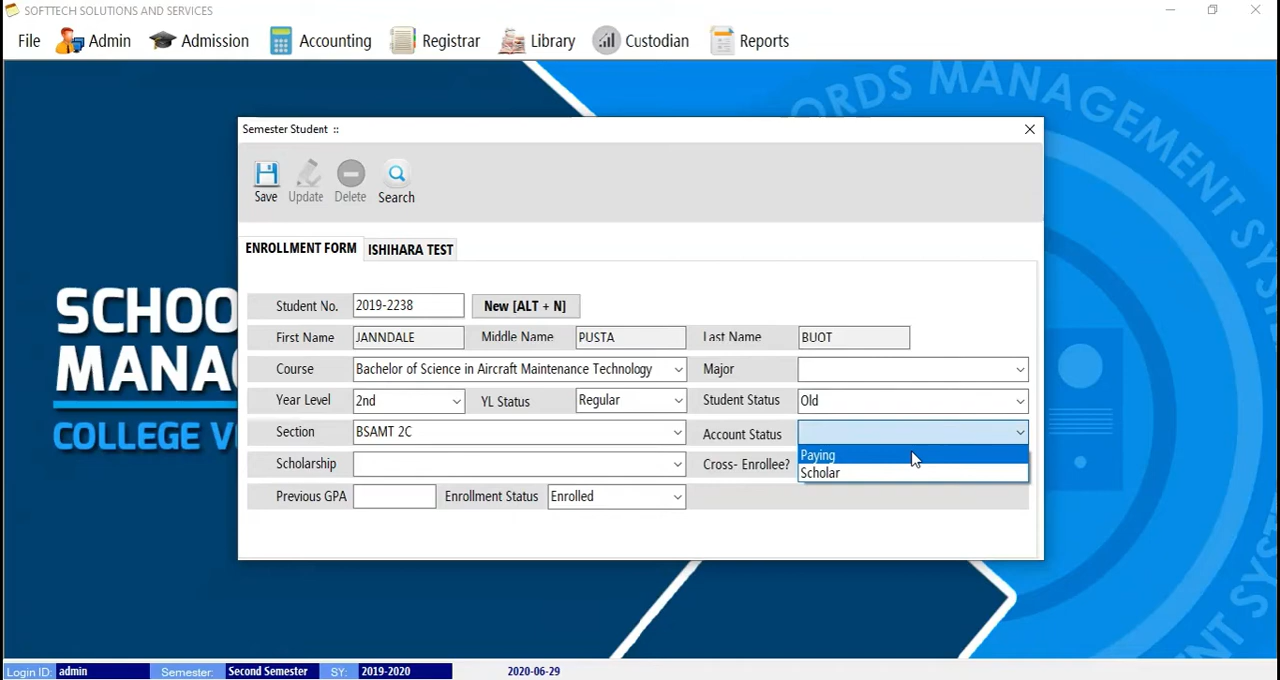 SOFTTECH SOLUTIONS AND SERVICES
File Admin Admission Accounting Registrar Library Custodian Reports
ORDS MANAGEMENT SYSTE
Semester Student ::
Save Update Delete Search
ENROLLMENT FORM ISHIHARA TEST
Student No. 2019-2238 New [ALT + N]
First Name JANNDALE Middle Name PUSTA Last Name BUOT
Course Bachelor of Science in Aircraft Maintenance Technology Major
Year Level 2nd YL Status Regular Student Status Old
Section BSAMT 2C Account Status
Paying
Scholarship Cross- Enrollee?
Scholar
Previous GPA Enrollment Status Enrolled
SCHOO
MANA
COLLEGE V
Login ID: admin Semester: Second Semester SY: 2019-2020 2020-06-29